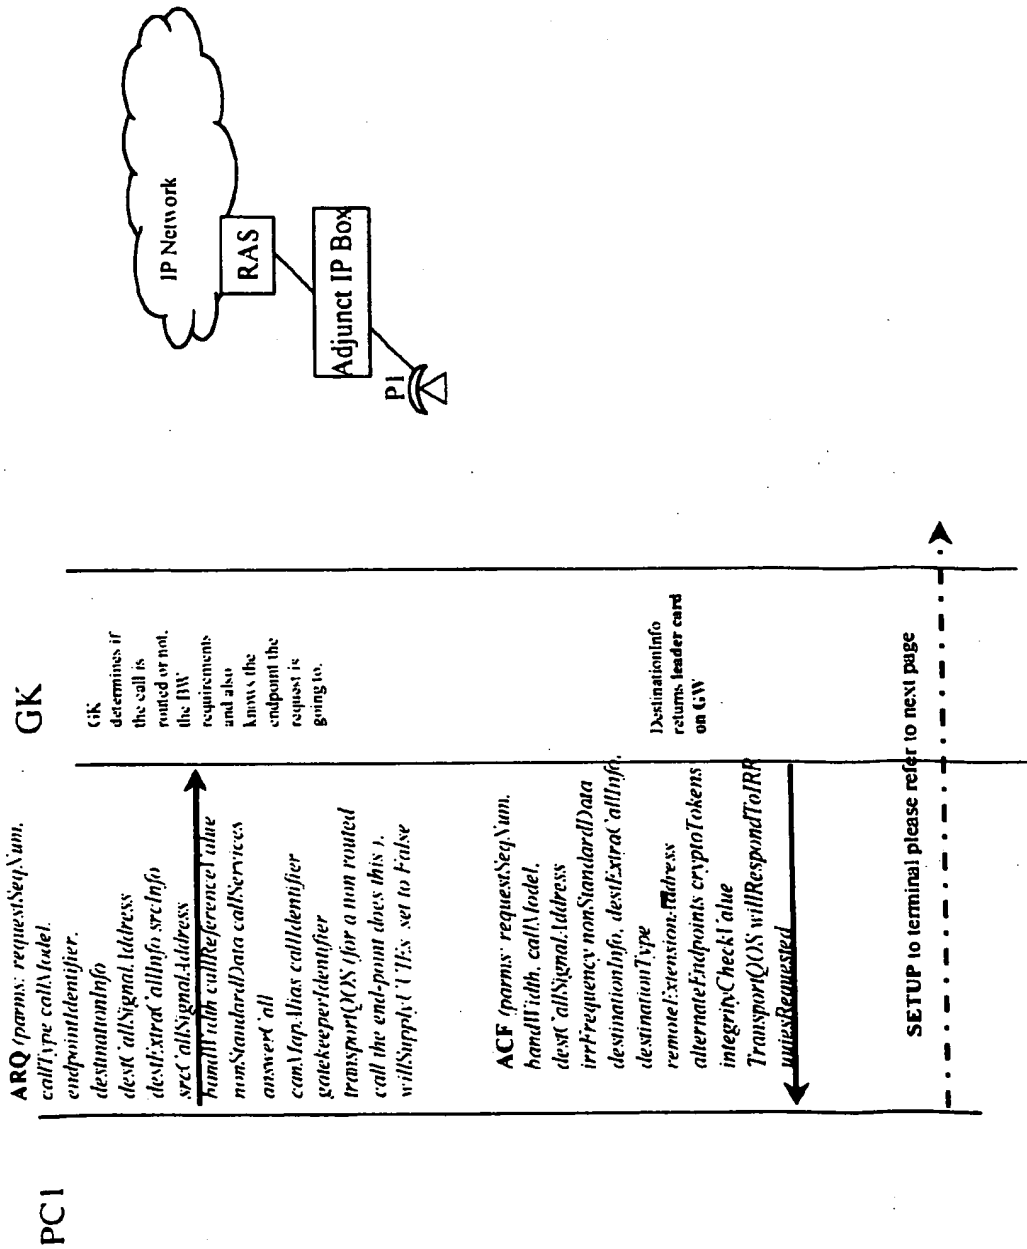 PC1
GK
ARQ (parms: requestSeqNum.
callType callModel.
endpointIdentifier.
destinationInfo
destCallSignalAddress
destExtraCallInfo srcInfo
srcCallSignalAddress
bandWidth callReferenceValue
nonStandardData callServices
answerCall
canMapAlias callIdentifier
gatekeeperIdentifier
transportQOS (for a non routed
call the end-point does this ).
willSupplyUUIEs set to False
GK
determines if
the call is
routed or not.
the BW
requirements
and also
knows the
endpoint the
request is
going to.
ACF (parms: requestSeqNum.
bandWidth, callModel.
destCallSignalAddress
irrFrequency nonStandardData
destinationInfo, destExtraCallInfo,
destinationType
remoteExtensionAddress
alternateEndpoints cryptoTokens
integrityCheckValue
TransportQOS willRespondToIRR
uuiesRequested
DestinationInfo
returns leader card
on GW
SETUP to terminal please refer to next page
IP Network
RAS
Adjunct IP Box
P1